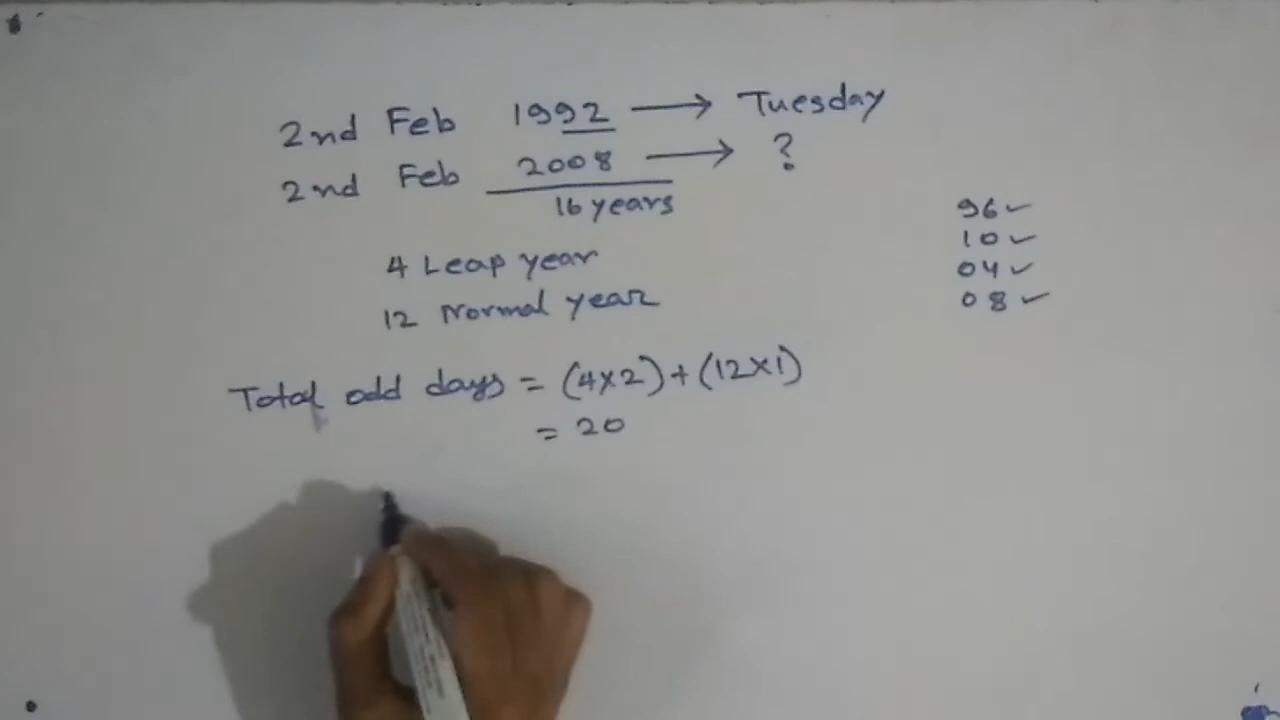 2nd Feb 1992 → Tuesday
2nd Feb 2008 → ?
16 years
4 Leap year
12 Normal year
96 ✓
10 ✓
04 ✓
08 ✓
Total odd days = (4×2)+(12×1)
= 20